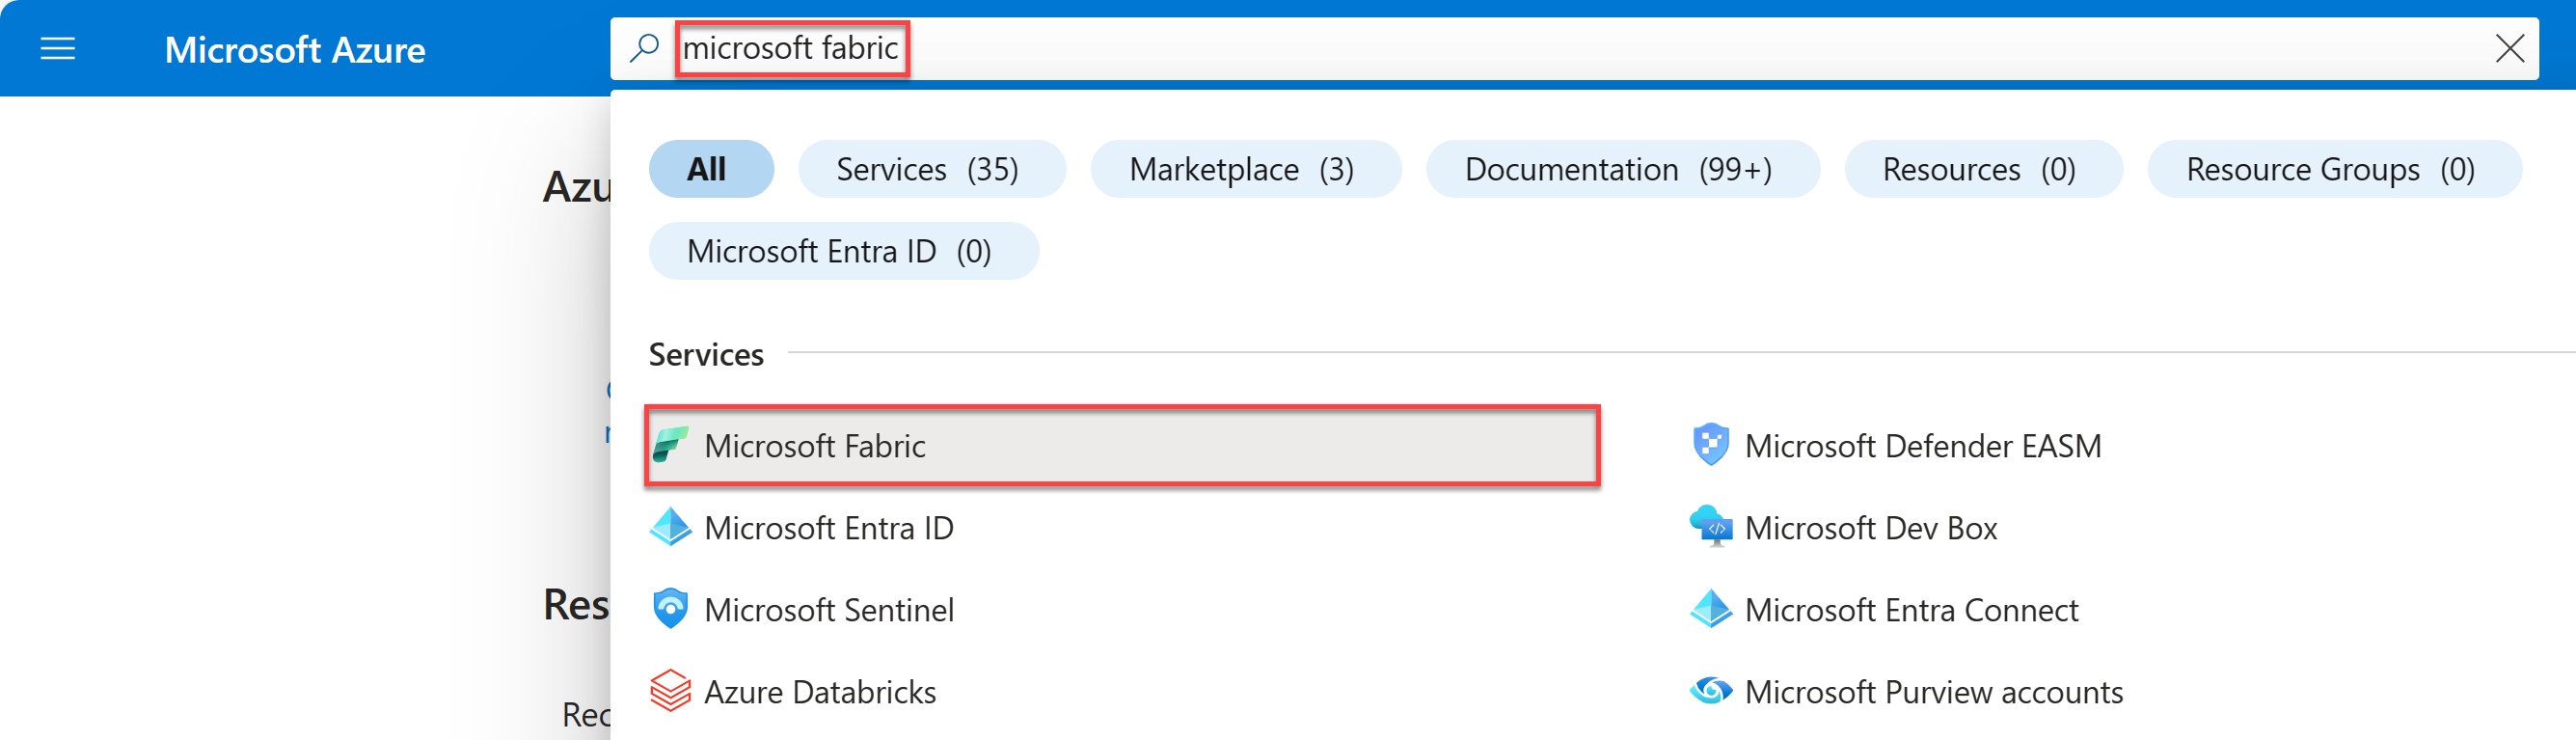 Microsoft Azure
microsoft fabric
All Services (35) Marketplace (3) Documentation (99+) Resources (0) Resource Groups (0)
Microsoft Entra ID (0)
Services
Microsoft Fabric
Microsoft Defender EASM
Microsoft Entra ID
Microsoft Dev Box
Microsoft Sentinel
Microsoft Entra Connect
Azure Databricks
Microsoft Purview accounts
Azu
Res
Rec